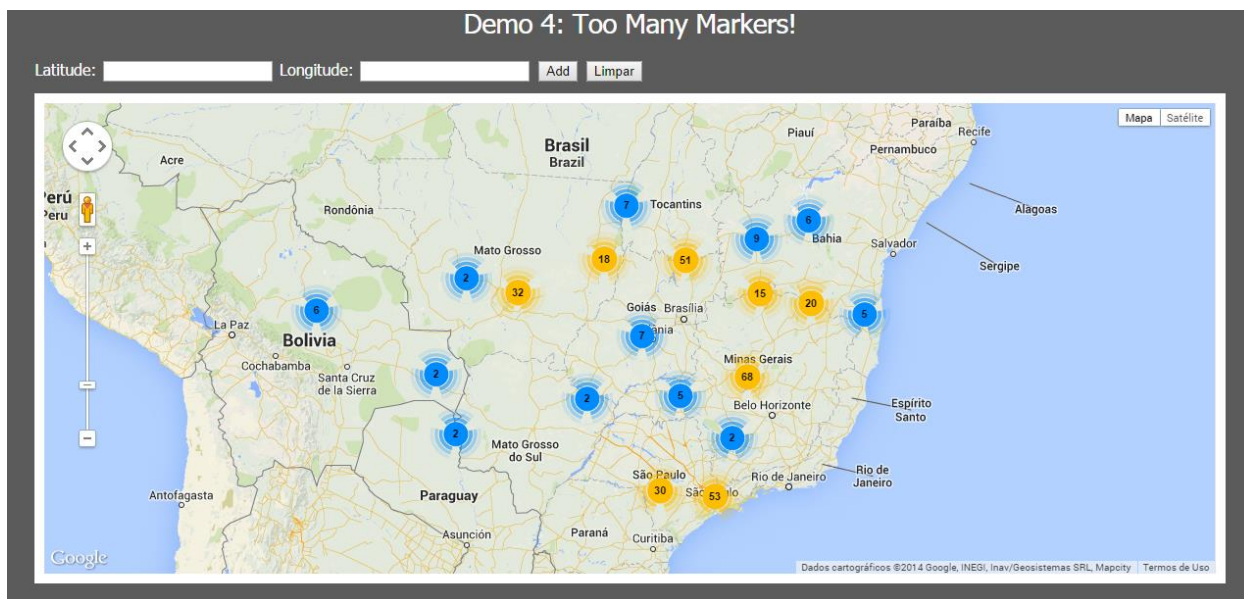 Demo 4: Too Many Markers!
Latitude: Longitude: Add Limpar
Mapa Satélite
Acre
Brasil
Brazil
Piauí
Paraíba
Recife
Pernambuco
erú
Peru
Rondônia
7
Tocantins
6
Alagoas
Mato Grosso
9
Bahia
Salvador
Sergipe
18
51
2
32
15
20
5
6
La Paz
Bolivia
Goiás
Brasília
7
ânia
Cochabamba
Santa Cruz
de la Sierra
2
Minas Gerais
68
2
5
Belo Horizonte
Espírito
Santo
2
Mato Grosso
do Sul
2
São Paulo
Rio de Janeiro
Rio de
Janeiro
Antofagasta
Paraguay
30
53
Asunción
Paraná
Curitiba
Google
Dados cartográficos ©2014 Google, INEGI, Inav/Geosistemas SRL, Mapcity Termos de Uso